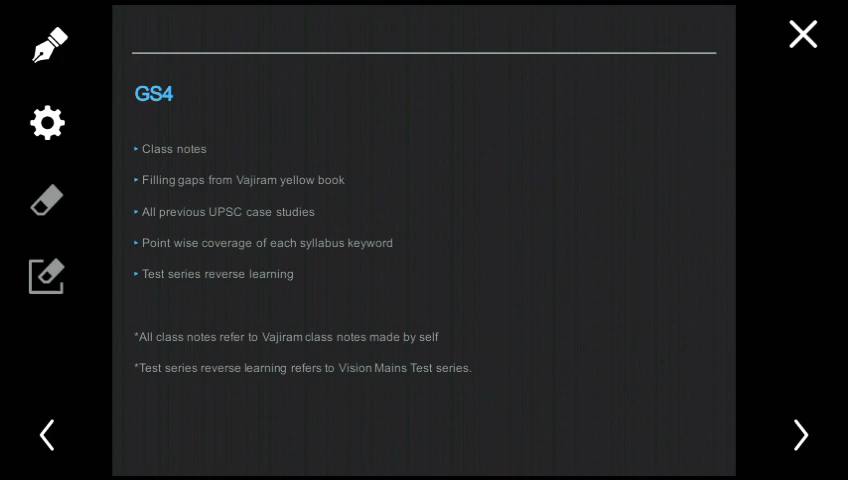 GS4
Class notes
Filling gaps from Vajiram yellow book
All previous UPSC case studies
Point wise coverage of each syllabus keyword
Test series reverse learning
*All class notes refer to Vajiram class notes made by self
*Test series reverse learning refers to Vision Mains Test series.